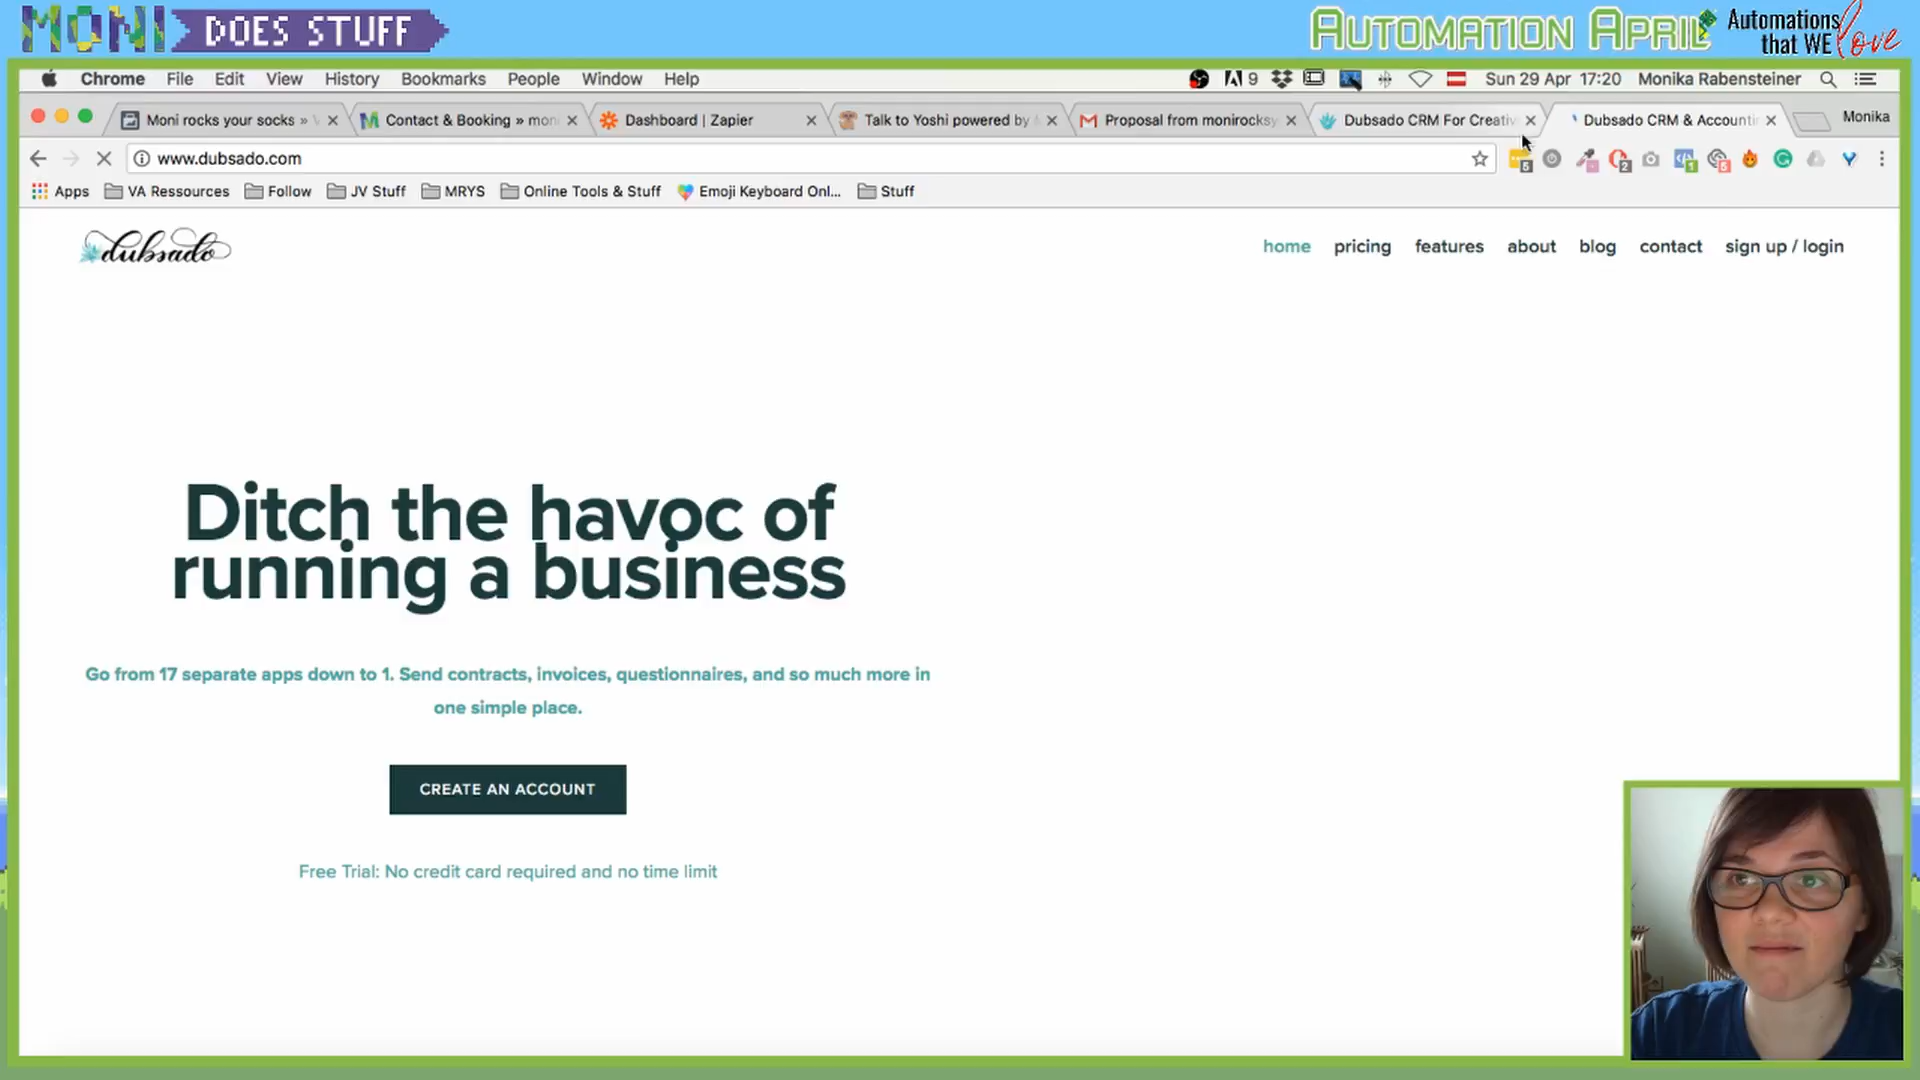 MONI DOES STUFF
AUTOMATION APRIL
Automations
that WE love
Chrome File Edit View History Bookmarks People Window Help
9 Sun 29 Apr 17:20 Monika Rabensteiner
Moni rocks your socks »
Contact & Booking » mon
Dashboard | Zapier
Talk to Yoshi powered by
Proposal from monirocksy
Dubsado CRM For Creativ
Dubsado CRM & Accounti
Monika
www.dubsado.com
Apps VA Ressources Follow JV Stuff MRYS Online Tools & Stuff Emoji Keyboard Onl... Stuff
dubsado
home pricing features about blog contact sign up / login
Ditch the havoc of
running a business
Go from 17 separate apps down to 1. Send contracts, invoices, questionnaires, and so much more in
one simple place.
CREATE AN ACCOUNT
Free Trial: No credit card required and no time limit